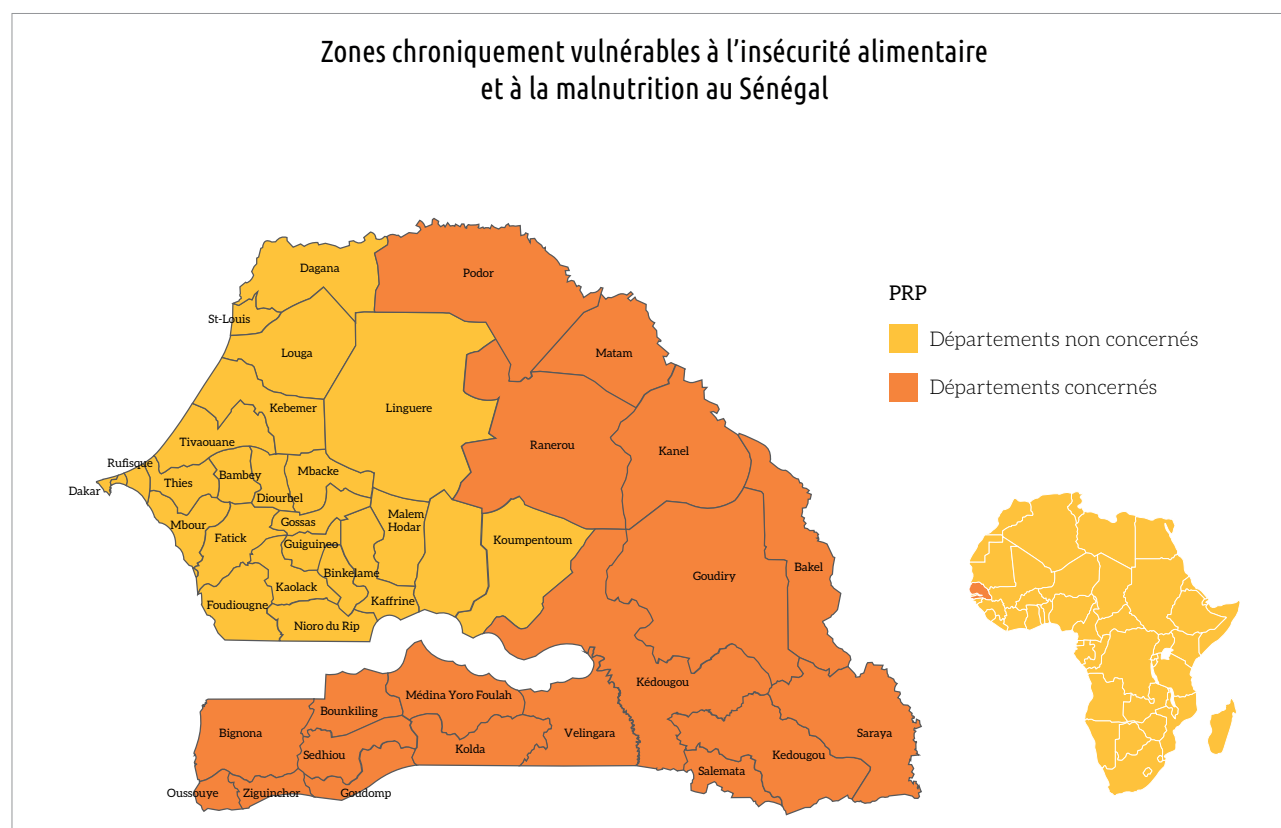 Zones chroniquement vulnérables à l'insécurité alimentaire
et à la malnutrition au Sénégal
Dagana
Podor
PRP
St-Louis
Départements non concernés
Louga
Matam
Départements concernés
Kebemer
Linguere
Tivaouane
Ranerou
Kanel
Rufisque
Dakar
Thies
Bambey
Mbacke
Diourbel
Mbour
Gossas
Malem
Hodar
Fatick
Guiguineo
Koumpentoum
Binkelame
Goudiry
Bakel
Kaolack
Foudiougne
Kaffrine
Nioro du Rip
Kédougou
Médina Yoro Foulah
Bounkiling
Bignona
Velingara
Saraya
Sedhiou
Kolda
Kedougou
Salemata
Oussouye
Ziguinchor
Goudomp